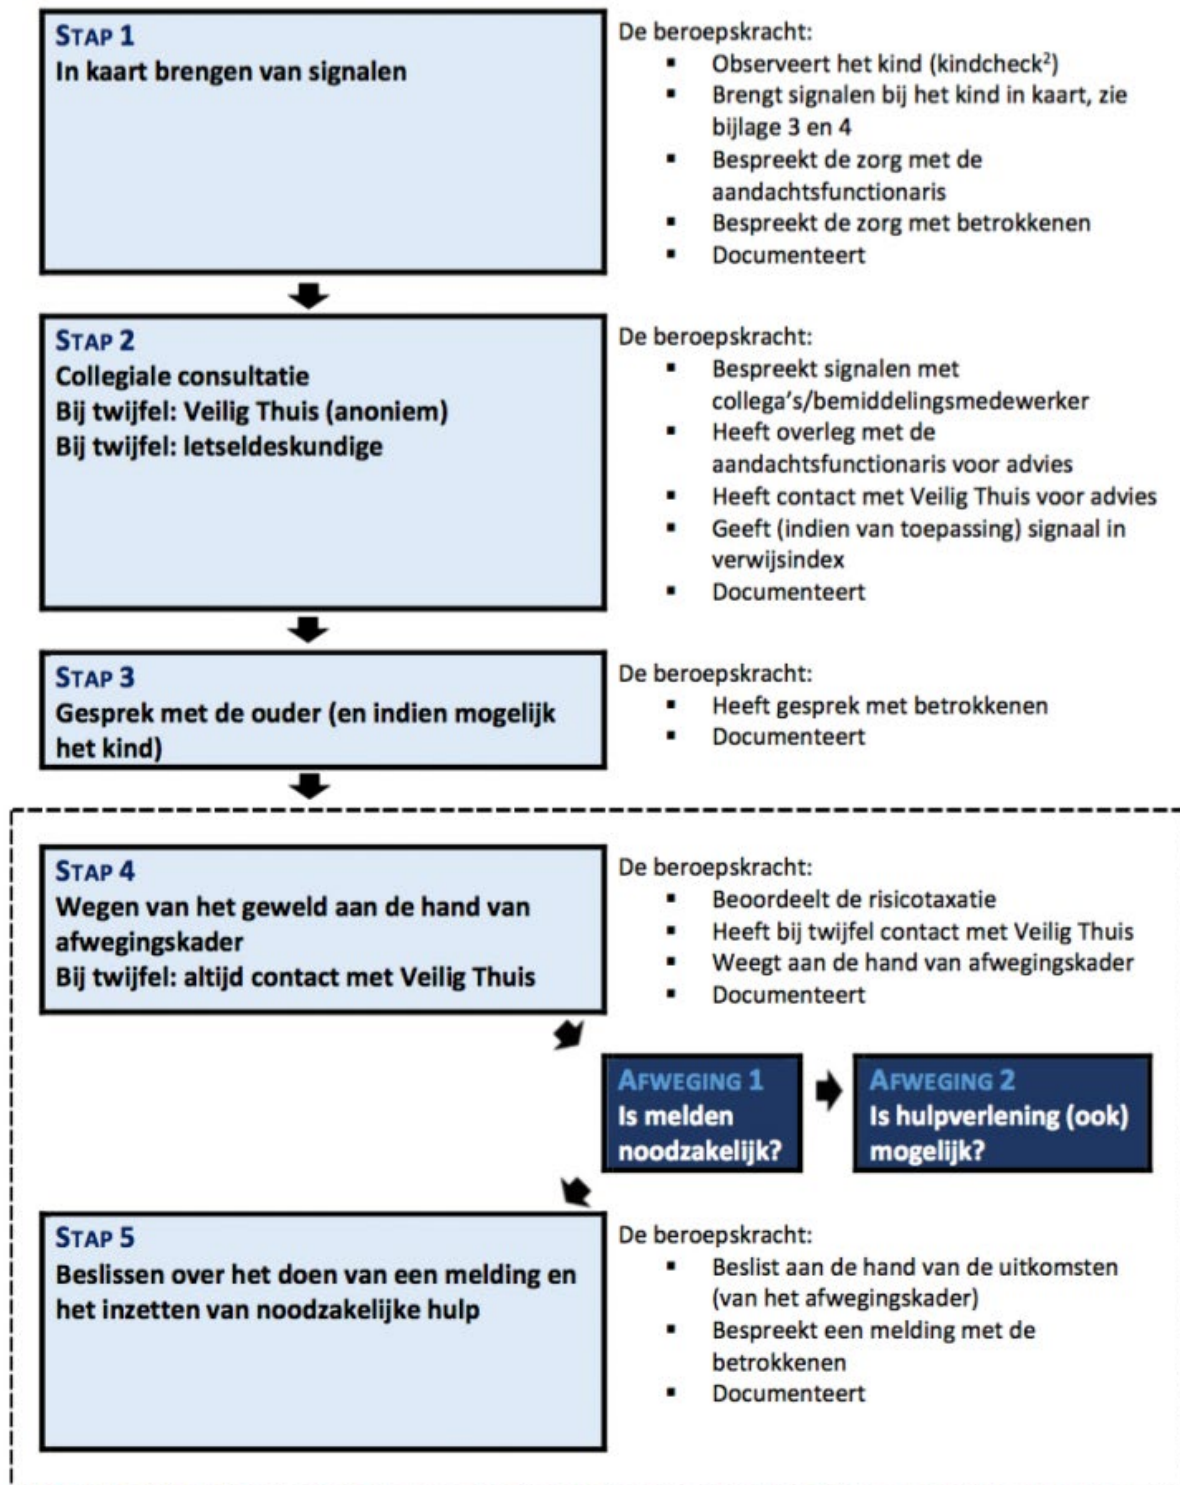 STAP 1
In kaart brengen van signalen
De beroepskracht:
▪ Observeert het kind (kindcheck²)
▪ Brengt signalen bij het kind in kaart, zie
bijlage 3 en 4
▪ Bespreekt de zorg met de
aandachtsfunctionaris
▪ Bespreekt de zorg met betrokkenen
▪ Documenteert
STAP 2
Collegiale consultatie
Bij twijfel: Veilig Thuis (anoniem)
Bij twijfel: letseldeskundige
De beroepskracht:
▪ Bespreekt signalen met
collega's/bemiddelingsmedewerker
▪ Heeft overleg met de
aandachtsfunctionaris voor advies
▪ Heeft contact met Veilig Thuis voor advies
▪ Geeft (indien van toepassing) signaal in
verwijsindex
▪ Documenteert
STAP 3
Gesprek met de ouder (en indien mogelijk
het kind)
De beroepskracht:
▪ Heeft gesprek met betrokkenen
▪ Documenteert
STAP 4
Wegen van het geweld aan de hand van
afwegingskader
Bij twijfel: altijd contact met Veilig Thuis
De beroepskracht:
▪ Beoordeelt de risicotaxatie
▪ Heeft bij twijfel contact met Veilig Thuis
▪ Weegt aan de hand van afwegingskader
▪ Documenteert
AFWEGING 1
Is melden
noodzakelijk?
AFWEGING 2
Is hulpverlening (ook)
mogelijk?
STAP 5
Beslissen over het doen van een melding en
het inzetten van noodzakelijke hulp
De beroepskracht:
▪ Beslist aan de hand van de uitkomsten
(van het afwegingskader)
▪ Bespreekt een melding met de
betrokkenen
▪ Documenteert